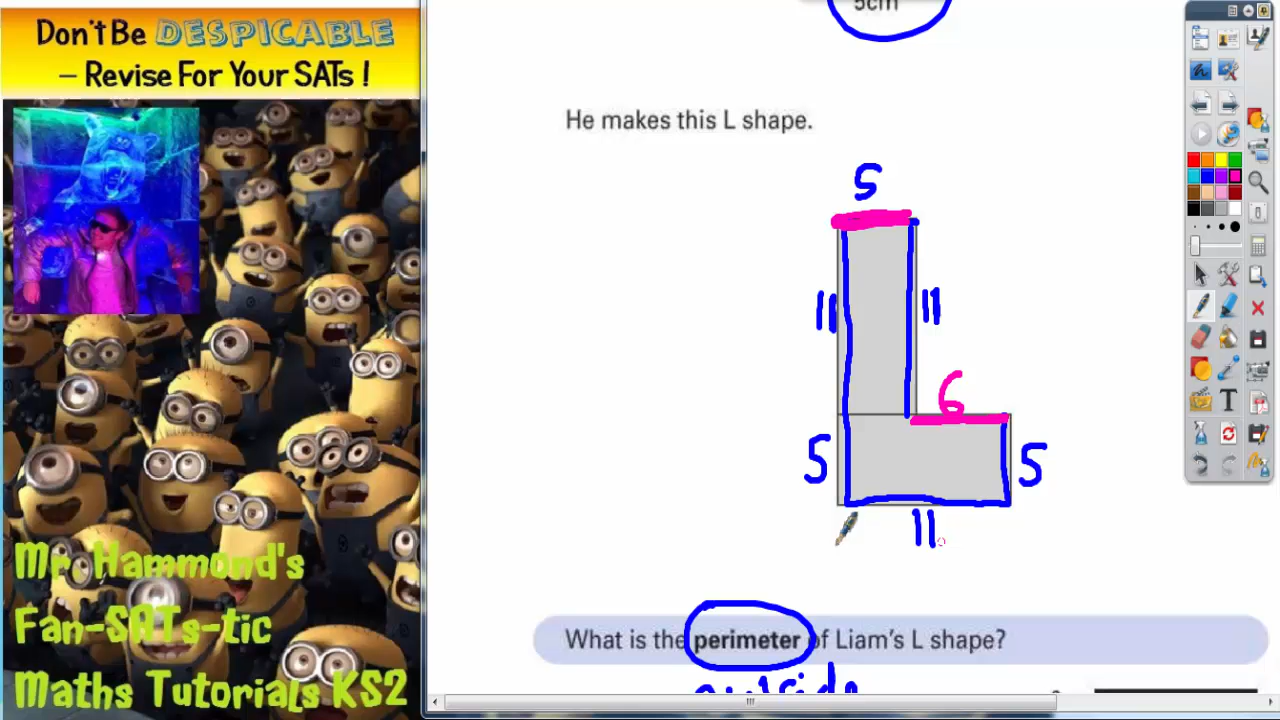 Don't Be DESPICABLE
– Revise For Your SATs !
5cm
He makes this L shape.
5
11
11
6
5
5
11
What is the perimeter of Liam's L shape?
outside
Mr. Hammond's
Fan-SATs-tic
Maths Tutorials KS2